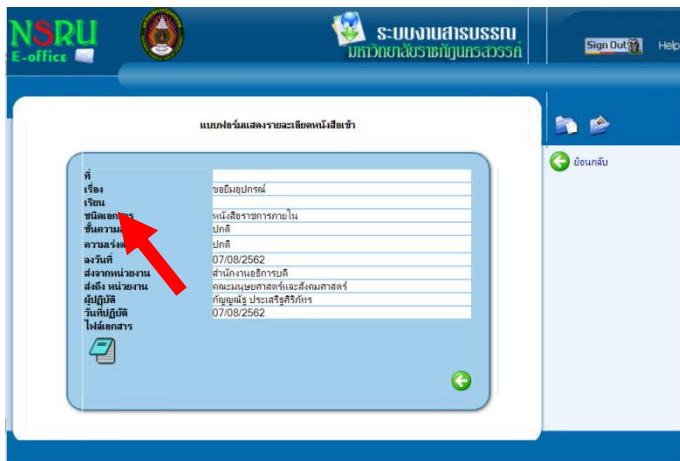 NSRU
E-office
ระบบงานสารบรรณ
มหาวิทยาลัยราชภัฏนครสวรรค์
Sign Out
Help
แบบฟอร์มแสดงรายละเอียดหนังสือเข้า
ย้อนกลับ
ที่
เรื่อง ขอยืมอุปกรณ์
เรียน
ชนิดเอกสาร หนังสือราชการภายใน
ชั้นความ ปกติ
ความเร่งด ปกติ
ลงวันที่ 07/08/2562
ส่งจากหน่วยงาน สำนักงานอธิการบดี
ส่งถึง หน่วยงาน คณะมนุษยศาสตร์และสังคมศาสตร์
ผู้ปฏิบัติ กัญญณัฐ ประเสริฐศิริภัทร
วันที่ปฏิบัติ 07/08/2562
ไฟล์เอกสาร